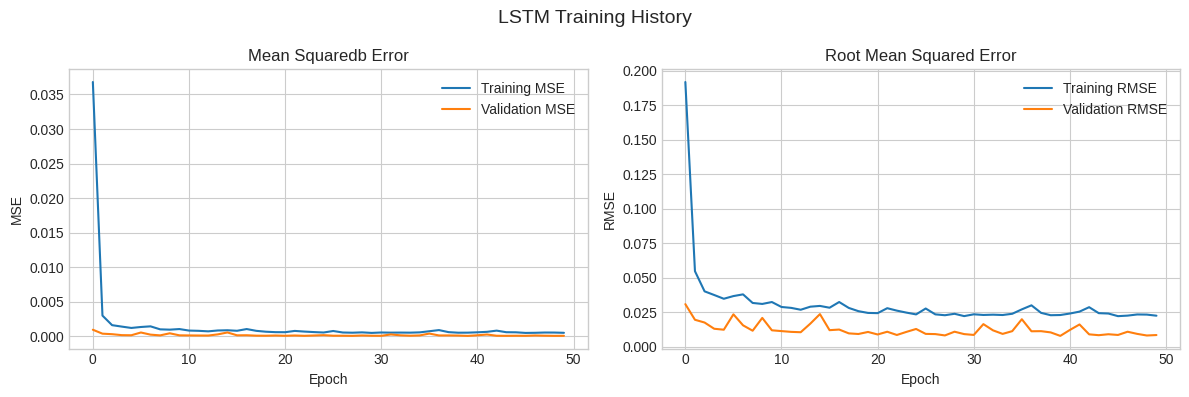 LSTM Training History
Mean Squaredb Error
Training MSE
Validation MSE
0.035
0.030
0.025
0.020
0.015
0.010
0.005
0.000
MSE
0
10
20
30
40
50
Epoch
Root Mean Squared Error
Training RMSE
Validation RMSE
0.200
0.175
0.150
0.125
0.100
0.075
0.050
0.025
0.000
RMSE
0
10
20
30
40
50
Epoch